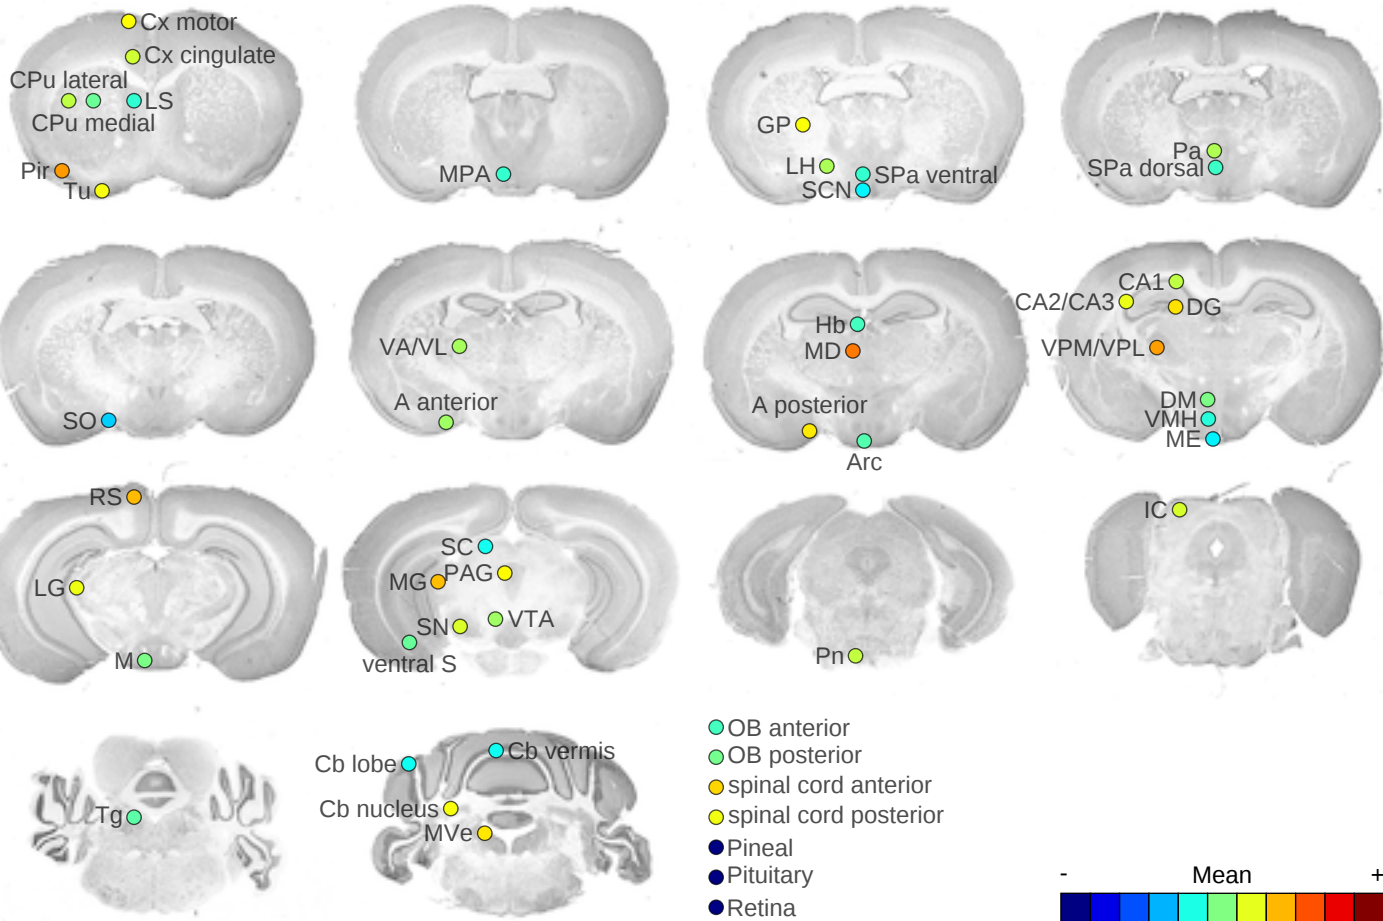 Cx motor
Cx cingulate
CPu lateral
LS
CPu medial
Pir
Tu
MPA
GP
LH
SPa ventral
SCN
Pa
SPa dorsal
SO
VA/VL
A anterior
Hb
MD
A posterior
Arc
CA1
CA2/CA3
DG
VPM/VPL
DM
VMH
ME
RS
LG
M
SC
MG
PAG
SN
VTA
ventral S
Pn
IC
Tg
Cb lobe
Cb vermis
Cb nucleus
MVe
OB anterior
OB posterior
spinal cord anterior
spinal cord posterior
Pineal
Pituitary
Retina
- Mean +